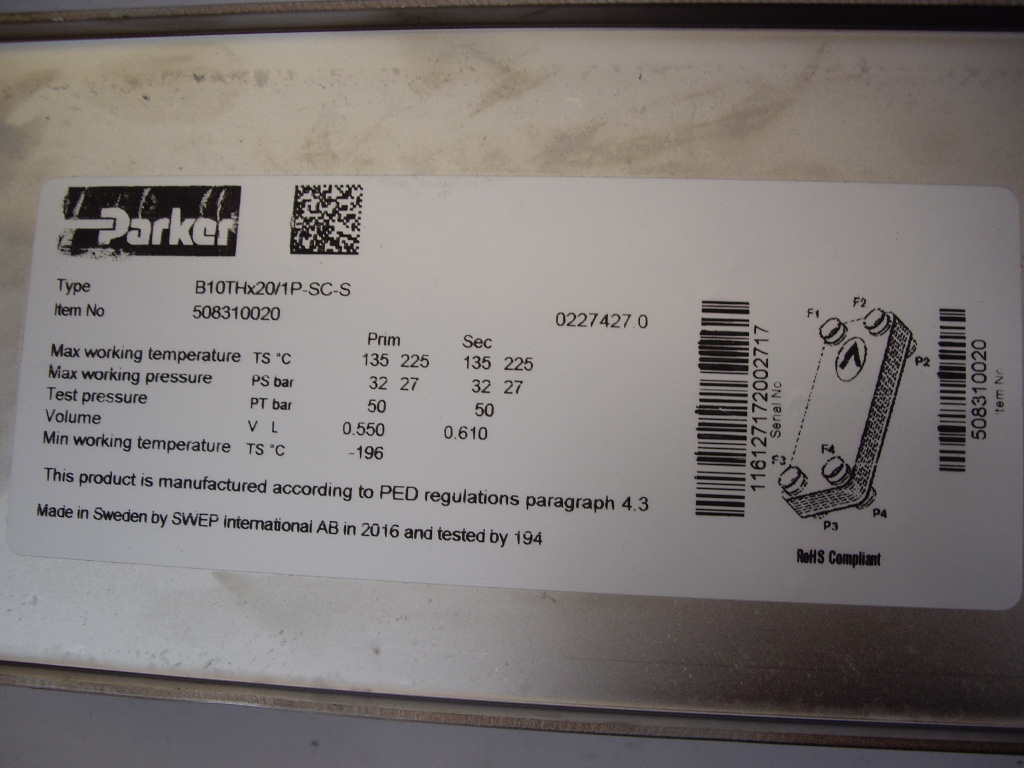 Parker
Type B10THx20/1P-SC-S
Item No 508310020
0227427.0
Prim Sec
Max working temperature TS °C 135 225 135 225
Max working pressure PS bar 32 27 32 27
Test pressure PT bar 50 50
Volume V L 0.550 0.610
Min working temperature TS °C -196
This product is manufactured according to PED regulations paragraph 4.3
Made in Sweden by SWEP international AB in 2016 and tested by 194
116127172002717
Serial No
F1 F2
P2
F3 F4
P3 P4
RoHS Compliant
508310020
Item Nr.